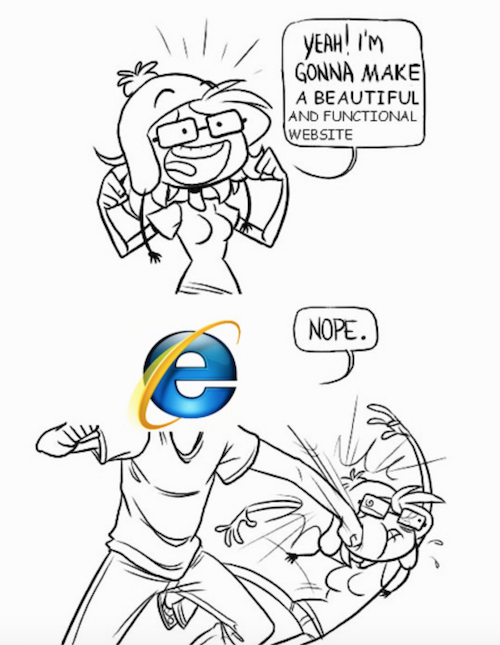 YEAH! I'M
GONNA MAKE
A BEAUTIFUL
AND FUNCTIONAL
WEBSITE
NOPE.